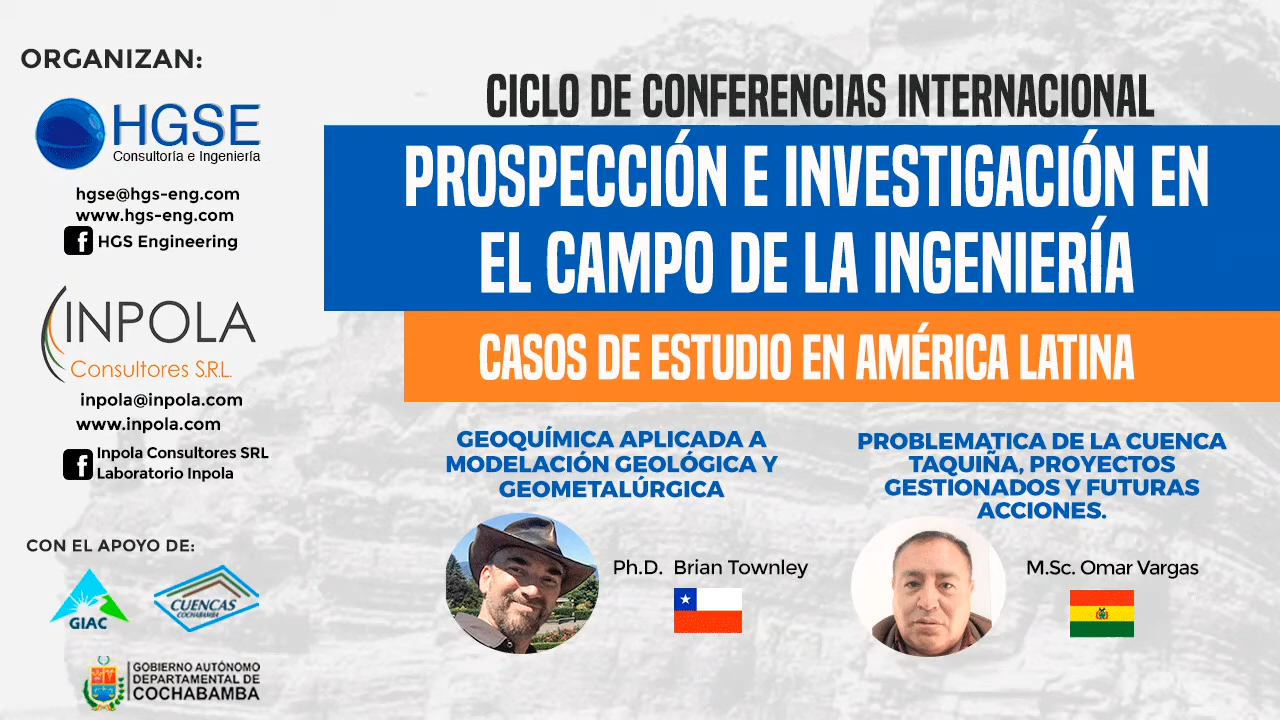 ORGANIZAN:
HGSE
Consultoría e Ingeniería
hgse@hgs-eng.com
www.hgs-eng.com
HGS Engineering
INPOLA
Consultores S.R.L.
inpola@inpola.com
www.inpola.com
Inpola Consultores SRL
Laboratorio Inpola
CON EL APOYO DE:
GIAC
CUENCAS
COCHABAMBA
GOBIERNO AUTÓNOMO
DEPARTAMENTAL DE
COCHABAMBA
CICLO DE CONFERENCIAS INTERNACIONAL
PROSPECCIÓN E INVESTIGACIÓN EN
EL CAMPO DE LA INGENIERÍA
CASOS DE ESTUDIO EN AMÉRICA LATINA
GEOQUÍMICA APLICADA A
MODELACIÓN GEOLÓGICA Y
GEOMETALÚRGICA
Ph.D. Brian Townley
PROBLEMATICA DE LA CUENCA
TAQUIÑA, PROYECTOS
GESTIONADOS Y FUTURAS
ACCIONES.
M.Sc. Omar Vargas